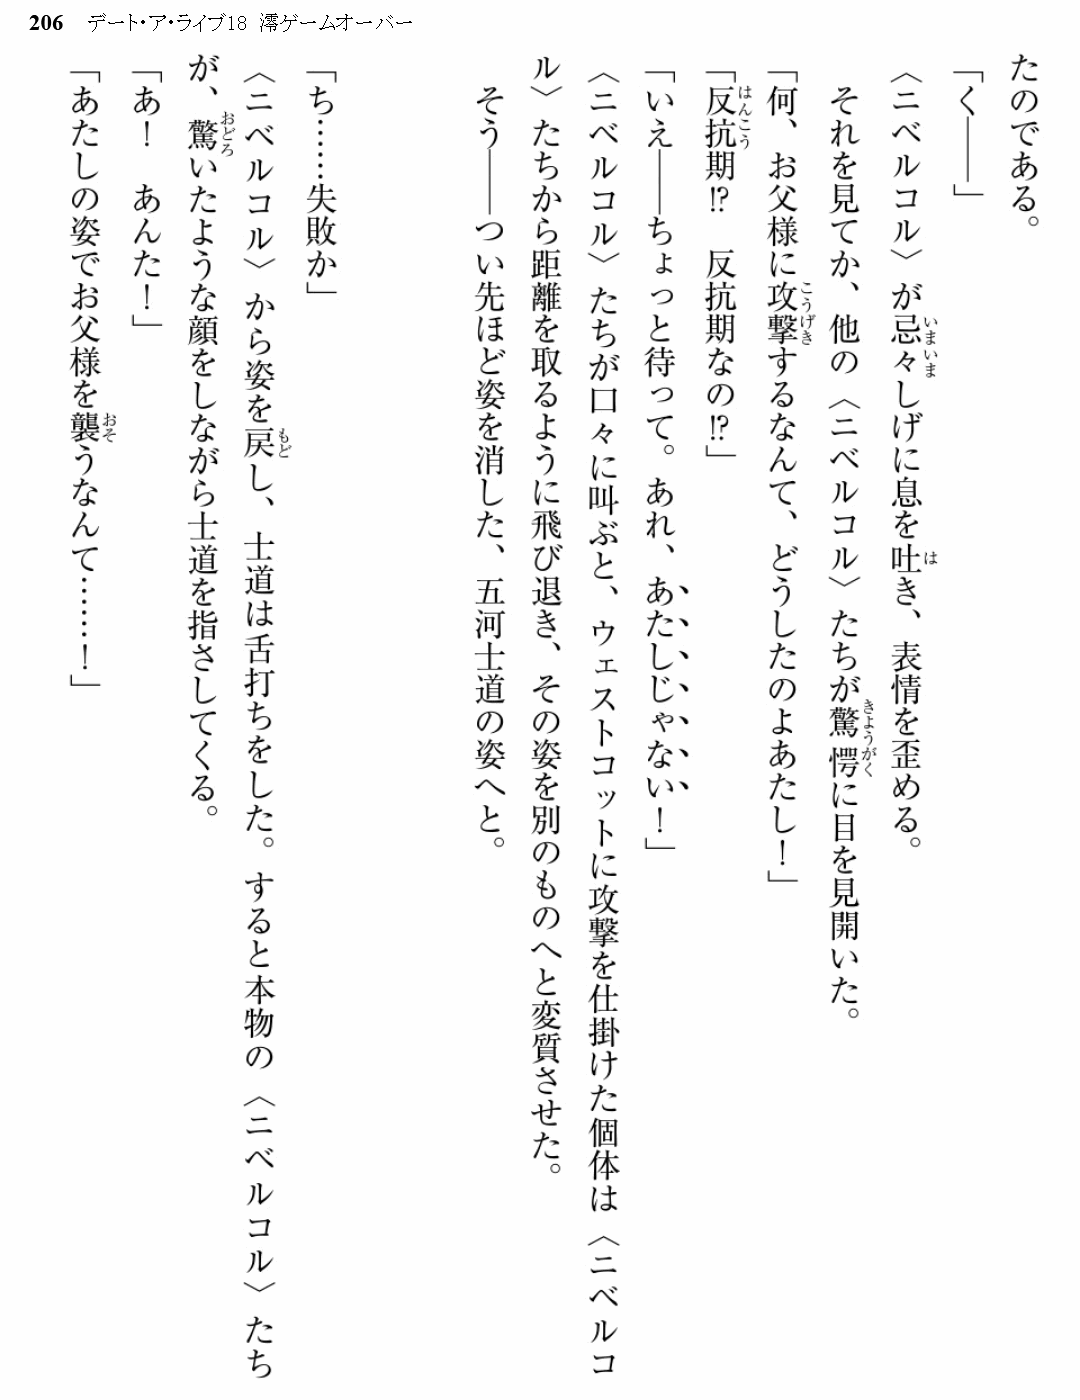 206 デート・ア・ライブ18 澪ゲームオーバー
たのである。
「く――」
〈ニベルコル〉が忌々しげに息を吐き、表情を歪める。
それを見てか、他の〈ニベルコル〉たちが驚愕に目を見開いた。
「何、お父様に攻撃するなんて、どうしたのよあたし！」
「反抗期!?　反抗期なの!?」
「いえ――ちょっと待って。あれ、あたしじゃない！」
〈ニベルコル〉たちが口々に叫ぶと、ウェストコットに攻撃を仕掛けた個体は〈ニベルコ
ル〉たちから距離を取るように飛び退き、その姿を別のものへと変質させた。
そう――つい先ほど姿を消した、五河士道の姿へと。
「ち……失敗か」
〈ニベルコル〉から姿を戻し、士道は舌打ちをした。すると本物の〈ニベルコル〉たち
が、驚いたような顔をしながら士道を指さしてくる。
「あ！　あんた！」
「あたしの姿でお父様を襲うなんて……！」